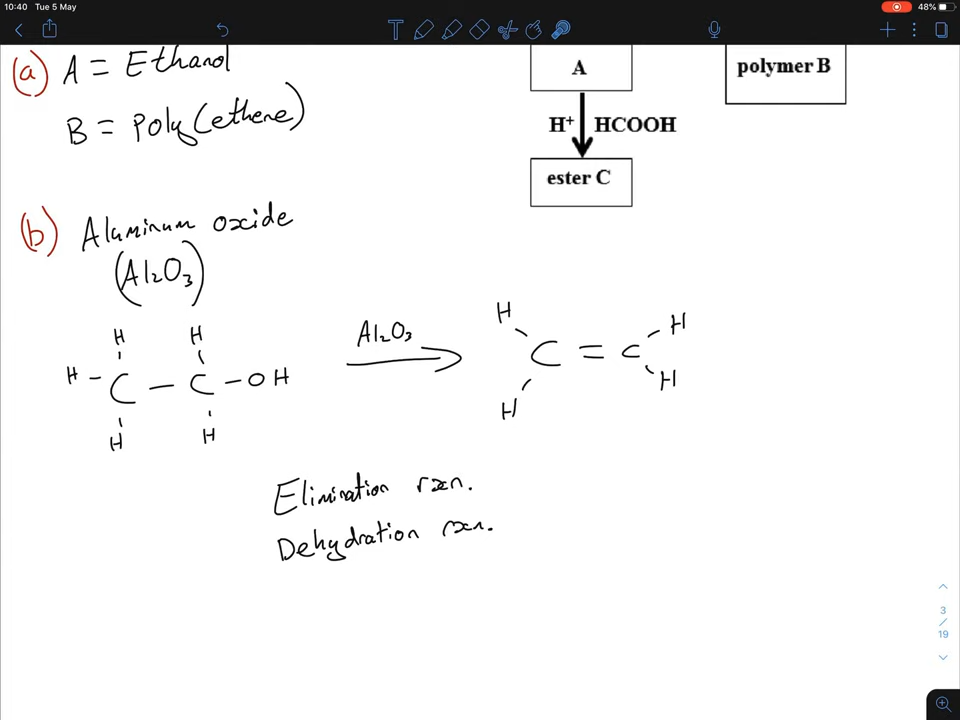 10:40 Tue 5 May
48%
(a) A = Ethanol
B = poly(ethene)
A
polymer B
H⁺ HCOOH
ester C
(b) Aluminum oxide
(Al₂O₃)
H H
H - C - C - OH
H H
Al₂O₃
H H
C = C
H H
Elimination rxn.
Dehydration rxn.
3
/
19